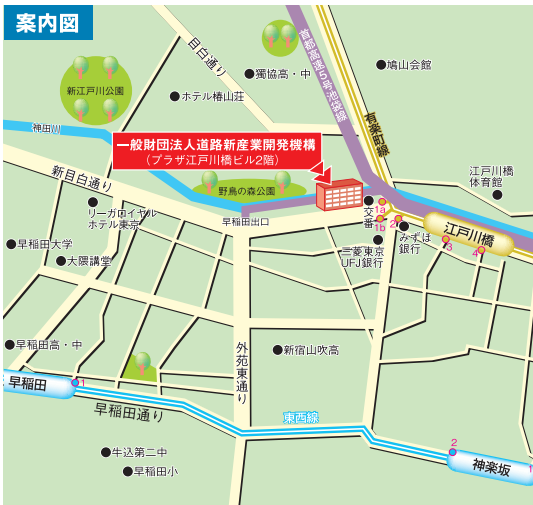 案内図
新江戸川公園
目白通り
獨協高・中
首都高速5号池袋線
鳩山会館
ホテル椿山荘
有楽町線
神田川
一般財団法人道路新産業開発機構
(プラザ江戸川橋ビル2階)
新目白通り
野鳥の森公園
江戸川橋
体育館
リーガロイヤル
ホテル東京
早稲田出口
交番
1a
1b
2
みずほ
銀行
江戸川橋
3
4
早稲田大学
大隈講堂
三菱東京
UFJ銀行
早稲田高・中
外苑東通り
新宿山吹高
早稲田
1
早稲田通り
東西線
牛込第二中
早稲田小
2
神楽坂
1